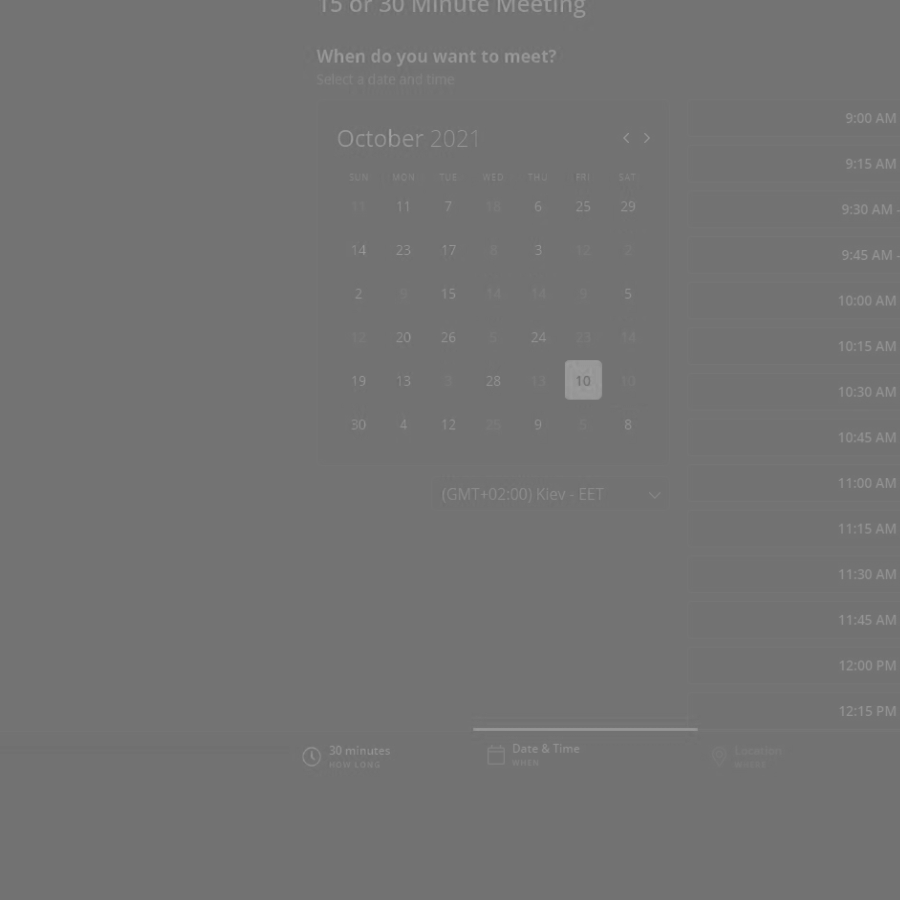 15 or 30 Minute Meeting
When do you want to meet?
Select a date and time
October 2021
SUN MON TUE WED THU FRI SAT
11 11 7 18 6 25 29
14 23 17 8 3 12 2
2 9 15 14 14 9 5
12 20 26 5 24 23 14
19 13 3 28 13 10 10
30 4 12 25 9 5 8
(GMT+02:00) Kiev - EET
9:00 AM
9:15 AM
9:30 AM -
9:45 AM -
10:00 AM
10:15 AM
10:30 AM
10:45 AM
11:00 AM
11:15 AM
11:30 AM
11:45 AM
12:00 PM
12:15 PM
30 minutes
HOW LONG
Date & Time
WHEN
Location
WHERE